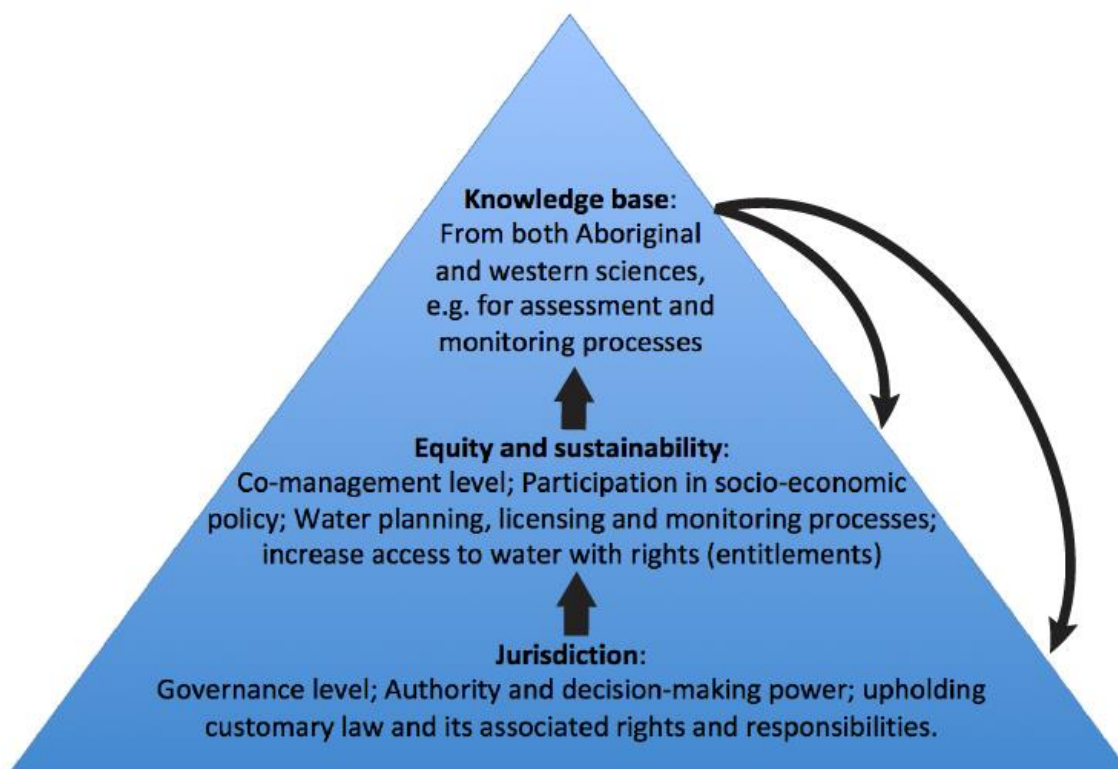 Knowledge base:
From both Aboriginal
and western sciences,
e.g. for assessment and
monitoring processes
Equity and sustainability:
Co-management level; Participation in socio-economic
policy; Water planning, licensing and monitoring processes;
increase access to water with rights (entitlements)
Jurisdiction:
Governance level; Authority and decision-making power; upholding
customary law and its associated rights and responsibilities.